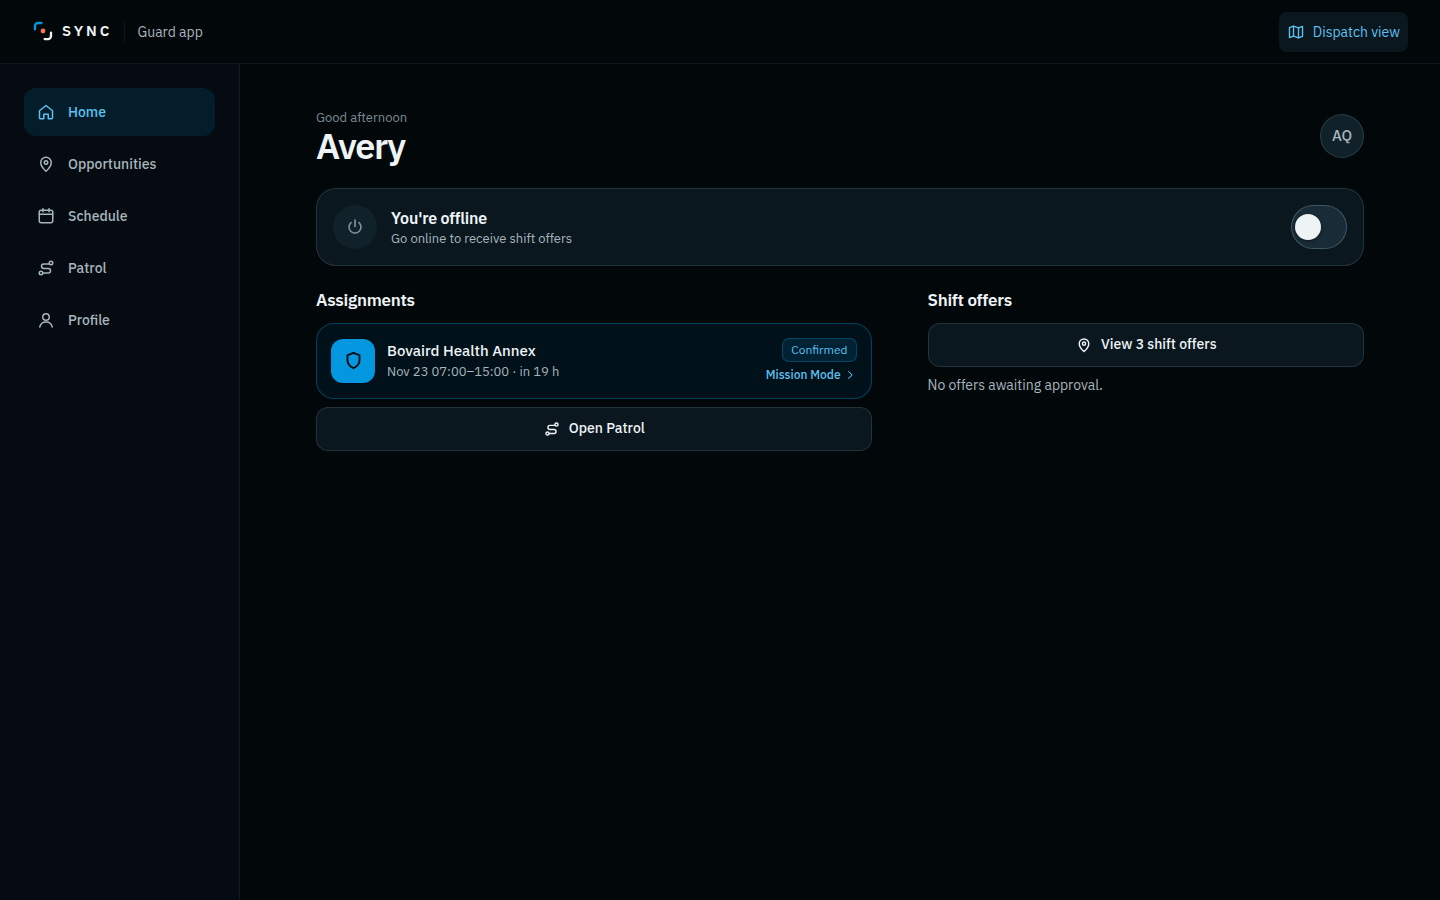 SYNC
Guard app
Dispatch view
Home
Opportunities
Schedule
Patrol
Profile
Good afternoon
Avery
AQ
You're offline
Go online to receive shift offers
Assignments
Bovaird Health Annex
Nov 23 07:00–15:00 · in 19 h
Confirmed
Mission Mode
Open Patrol
Shift offers
View 3 shift offers
No offers awaiting approval.